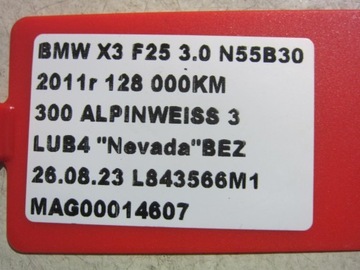 BMW X3 F25 3.0 N55B30
2011r 128 000KM
300 ALPINWEISS 3
LUB4 "Nevada"BEZ
26.08.23 L843566M1
MAG00014607